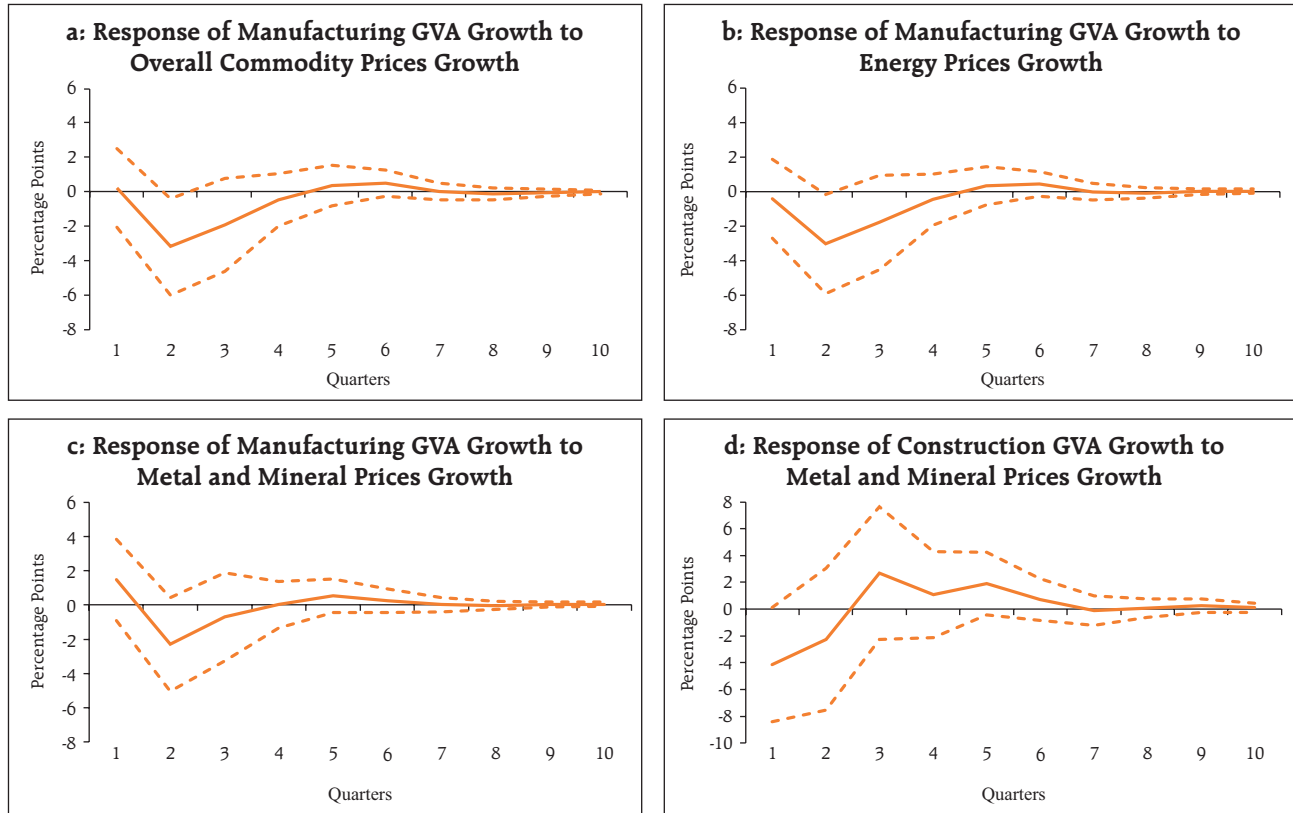 a: Response of Manufacturing GVA Growth to
Overall Commodity Prices Growth
Percentage Points
6
4
2
0
-2
-4
-6
-8
1 2 3 4 5 6 7 8 9 10
Quarters
b: Response of Manufacturing GVA Growth to
Energy Prices Growth
Percentage Points
6
4
2
0
-2
-4
-6
-8
1 2 3 4 5 6 7 8 9 10
Quarters
c: Response of Manufacturing GVA Growth to
Metal and Mineral Prices Growth
Percentage Points
6
4
2
0
-2
-4
-6
-8
1 2 3 4 5 6 7 8 9 10
Quarters
d: Response of Construction GVA Growth to
Metal and Mineral Prices Growth
Percentage Points
8
6
4
2
0
-2
-4
-6
-8
-10
1 2 3 4 5 6 7 8 9 10
Quarters